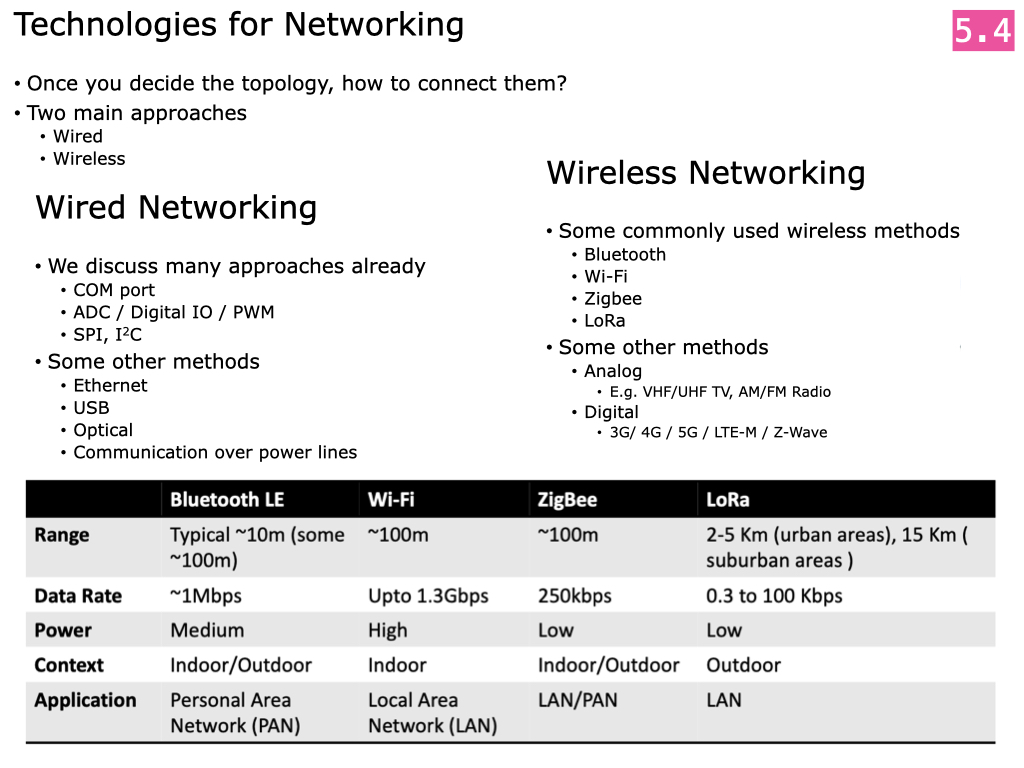 Technologies for Networking
5.4
• Once you decide the topology, how to connect them?
• Two main approaches
• Wired
• Wireless
Wired Networking
• We discuss many approaches already
• COM port
• ADC / Digital IO / PWM
• SPI, I²C
• Some other methods
• Ethernet
• USB
• Optical
• Communication over power lines
Wireless Networking
• Some commonly used wireless methods
• Bluetooth
• Wi-Fi
• Zigbee
• LoRa
• Some other methods
• Analog
• E.g. VHF/UHF TV, AM/FM Radio
• Digital
• 3G/ 4G / 5G / LTE-M / Z-Wave
Bluetooth LE Wi-Fi ZigBee LoRa
Range Typical ~10m (some ~100m ~100m 2-5 Km (urban areas), 15 Km (
~100m) suburban areas )
Data Rate ~1Mbps Upto 1.3Gbps 250kbps 0.3 to 100 Kbps
Power Medium High Low Low
Context Indoor/Outdoor Indoor Indoor/Outdoor Outdoor
Application Personal Area Local Area LAN/PAN LAN
Network (PAN) Network (LAN)